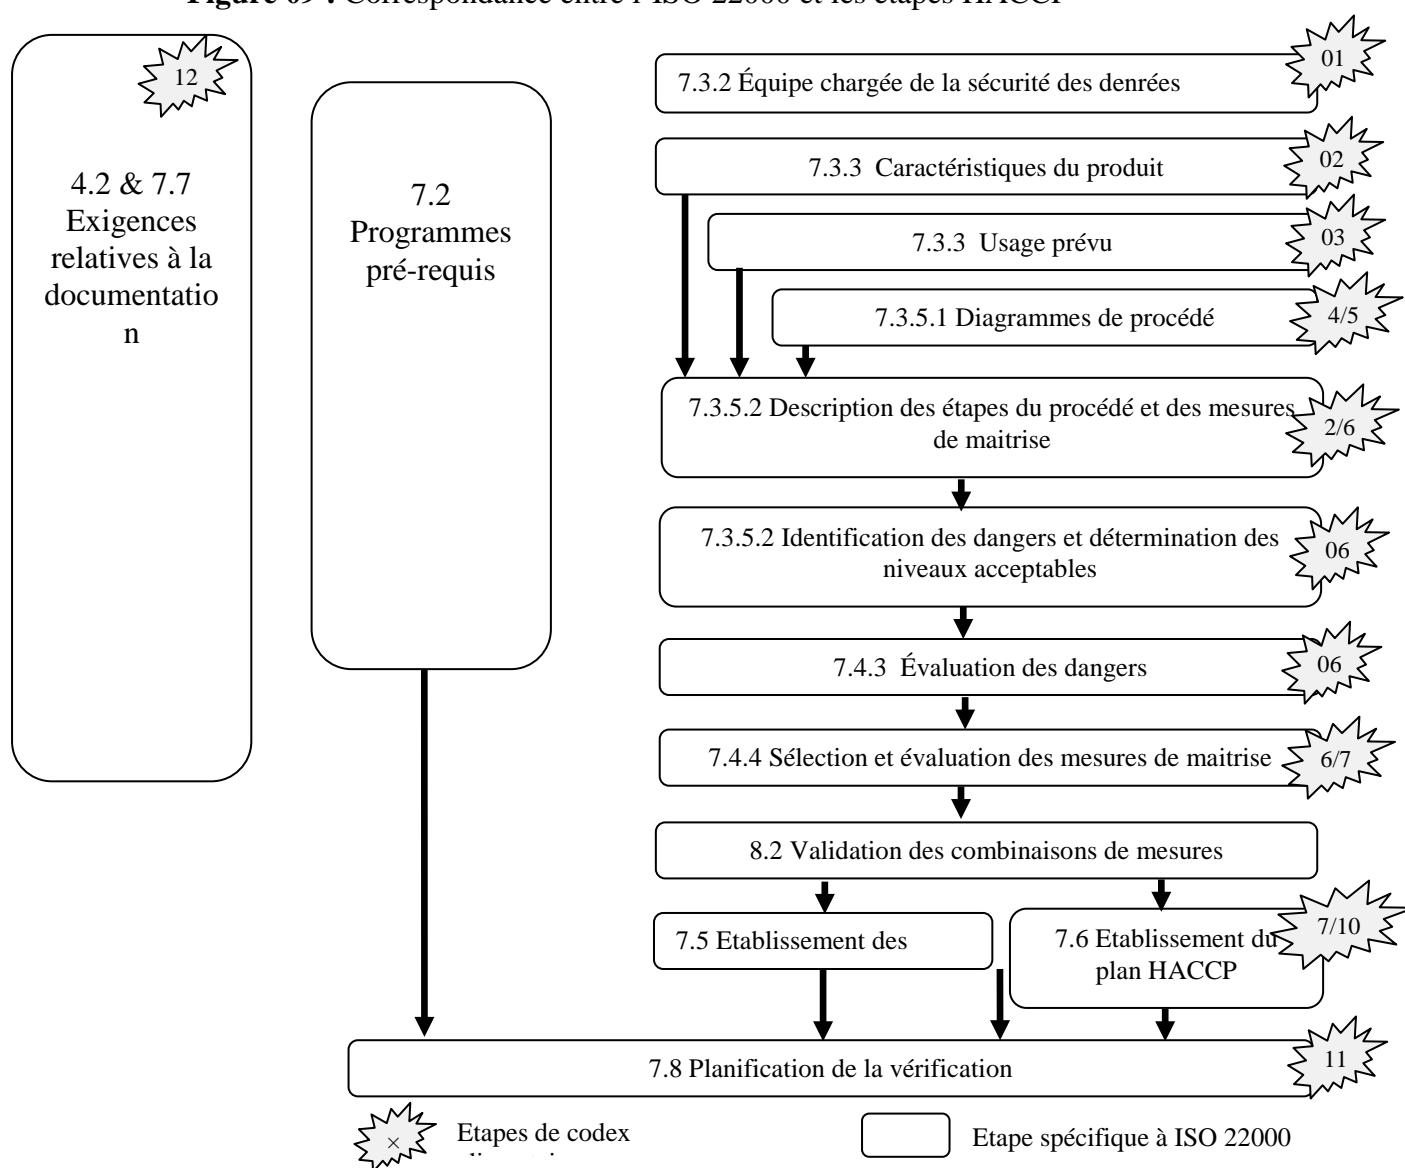 Figure 09 : Correspondance entre l'ISO 22000 et les étapes HACCP
12
4.2 & 7.7
Exigences
relatives à la
documentatio
n
7.2
Programmes
pré-requis
7.3.2 Équipe chargée de la sécurité des denrées
01
7.3.3 Caractéristiques du produit
02
7.3.3 Usage prévu
03
7.3.5.1 Diagrammes de procédé
4/5
7.3.5.2 Description des étapes du procédé et des mesures
de maitrise
2/6
7.3.5.2 Identification des dangers et détermination des
niveaux acceptables
06
7.4.3 Évaluation des dangers
06
7.4.4 Sélection et évaluation des mesures de maitrise
6/7
8.2 Validation des combinaisons de mesures
7.5 Etablissement des
7.6 Etablissement du
plan HACCP
7/10
7.8 Planification de la vérification
11
×
Etapes de codex
Etape spécifique à ISO 22000